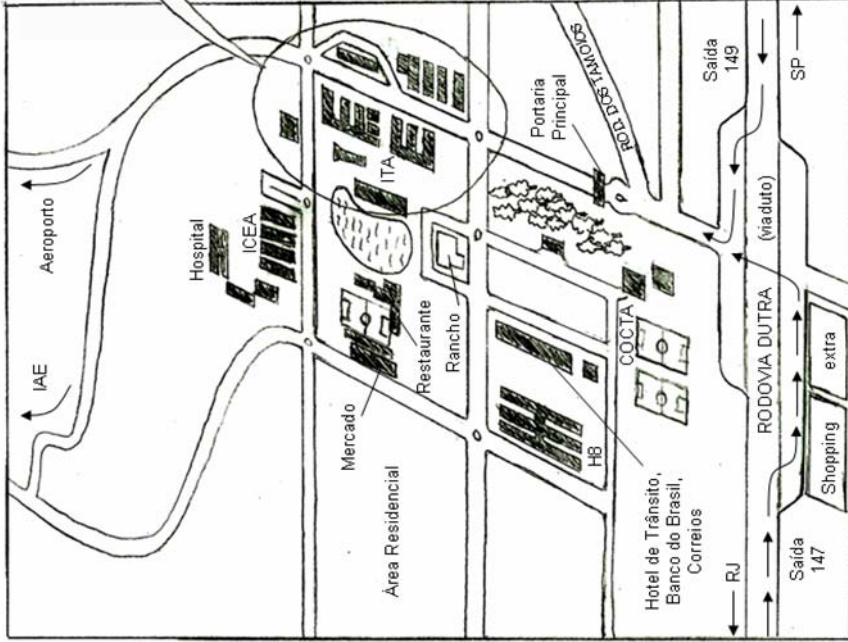 Aeroporto
IAE
Hospital
ICEA
ITA
Mercado
Restaurante
Rancho
Área Residencial
Portaria
Principal
ROD. DOS TAMOIOS
Saída
149
SP
COCTA
H8
Hotel de Trânsito,
Banco do Brasil,
Correios
(viaduto)
RODOVIA DUTRA
RJ
Saída
147
Shopping
extra